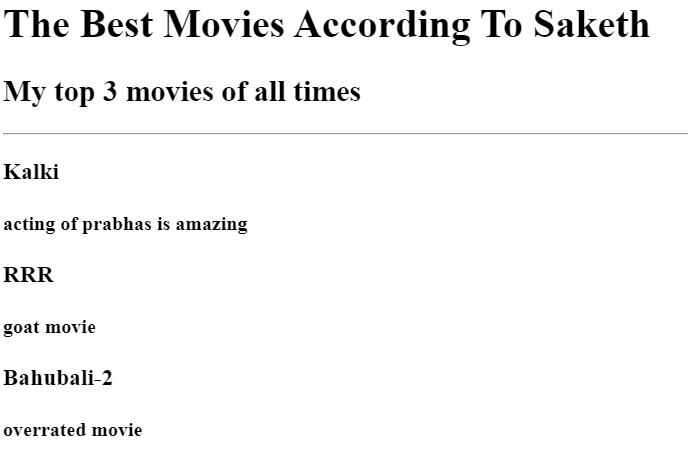 The Best Movies According To Saketh
My top 3 movies of all times
Kalki
acting of prabhas is amazing
RRR
goat movie
Bahubali-2
overrated movie